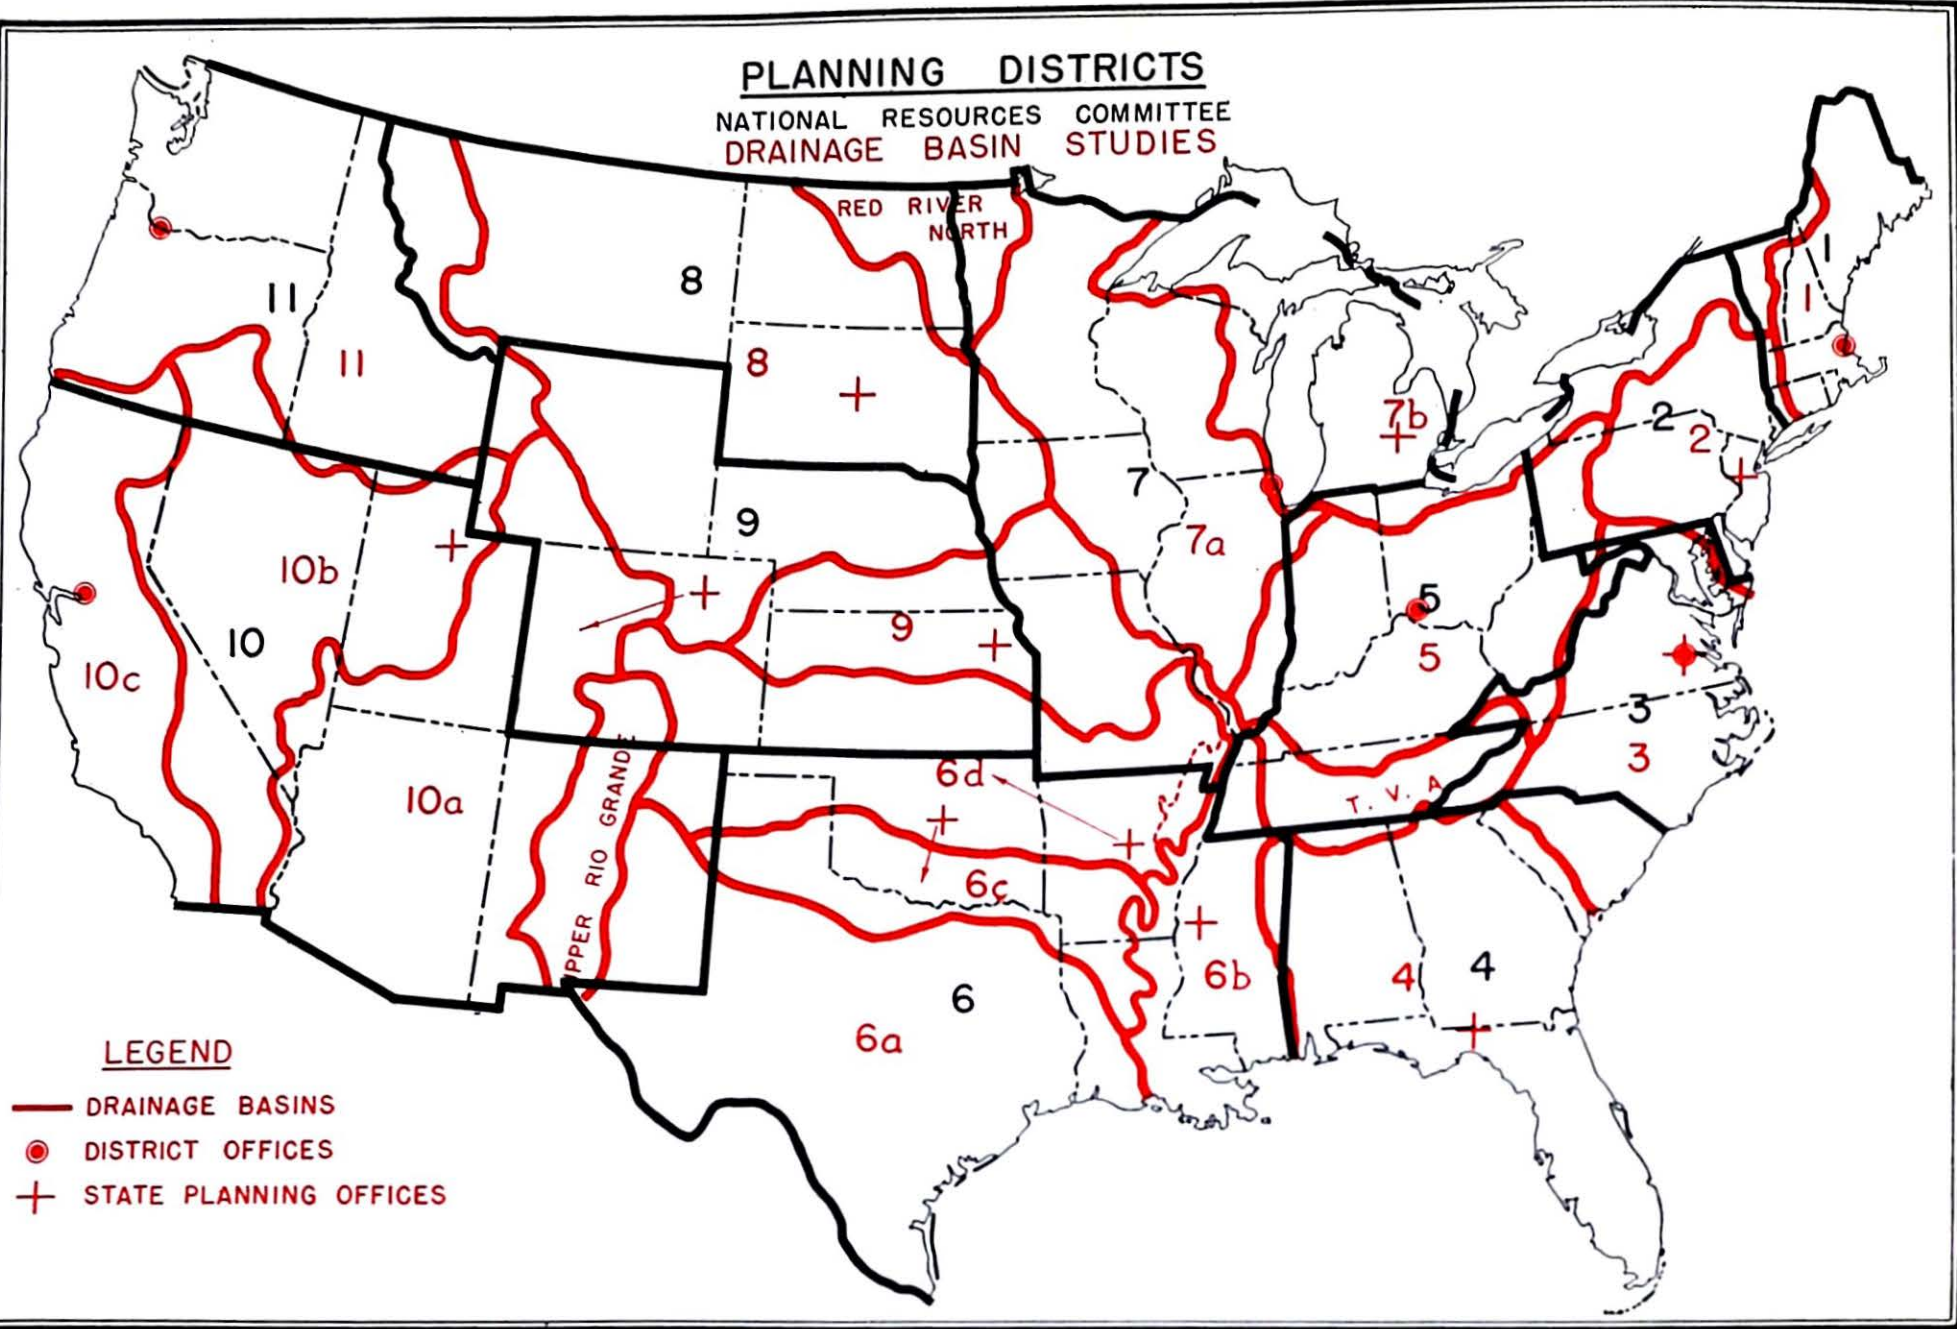 PLANNING DISTRICTS
NATIONAL RESOURCES COMMITTEE
DRAINAGE BASIN STUDIES
RED RIVER
NORTH
8
1
11
1
11
8
7b
2
2
7
9
7a
10b
5
9
10
5
10c
3
3
6d
10a
T. V. A
UPPER RIO GRANDE
6c
6b
4
4
6
6a
LEGEND
DRAINAGE BASINS
DISTRICT OFFICES
STATE PLANNING OFFICES